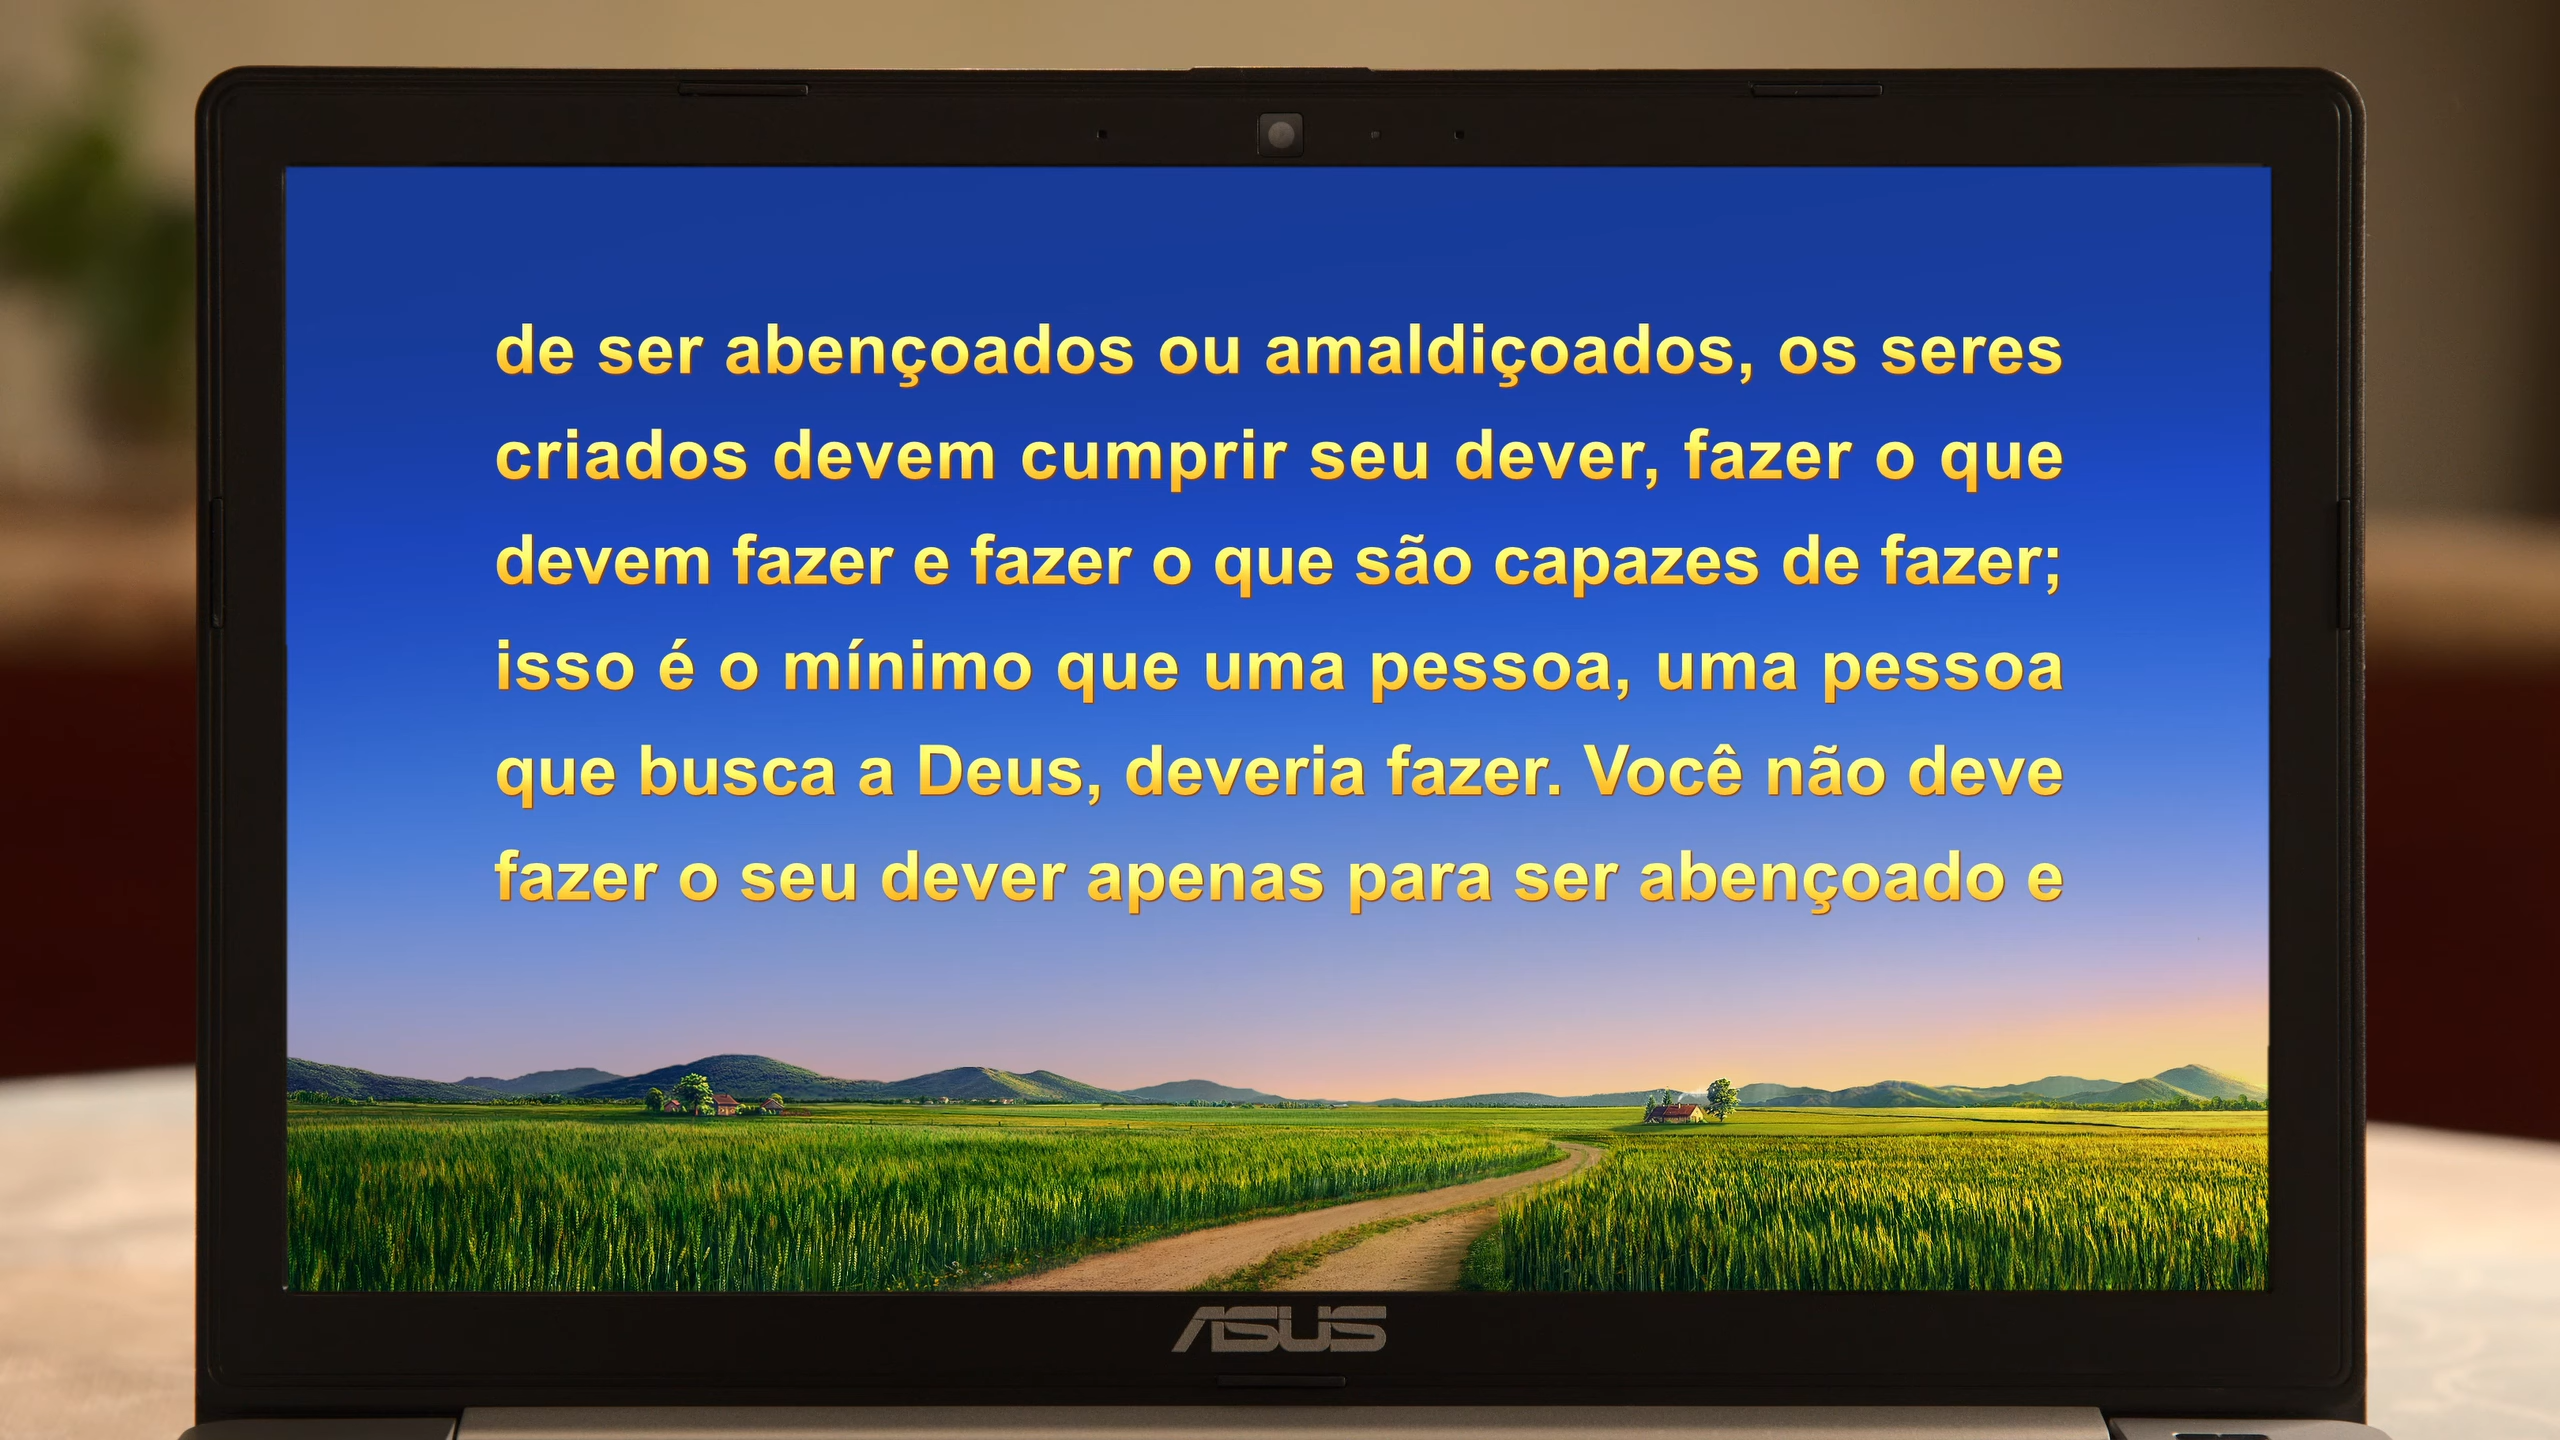 de ser abençoados ou amaldiçoados, os seres
criados devem cumprir seu dever, fazer o que
devem fazer e fazer o que são capazes de fazer;
isso é o mínimo que uma pessoa, uma pessoa
que busca a Deus, deveria fazer. Você não deve
fazer o seu dever apenas para ser abençoado e
ASUS